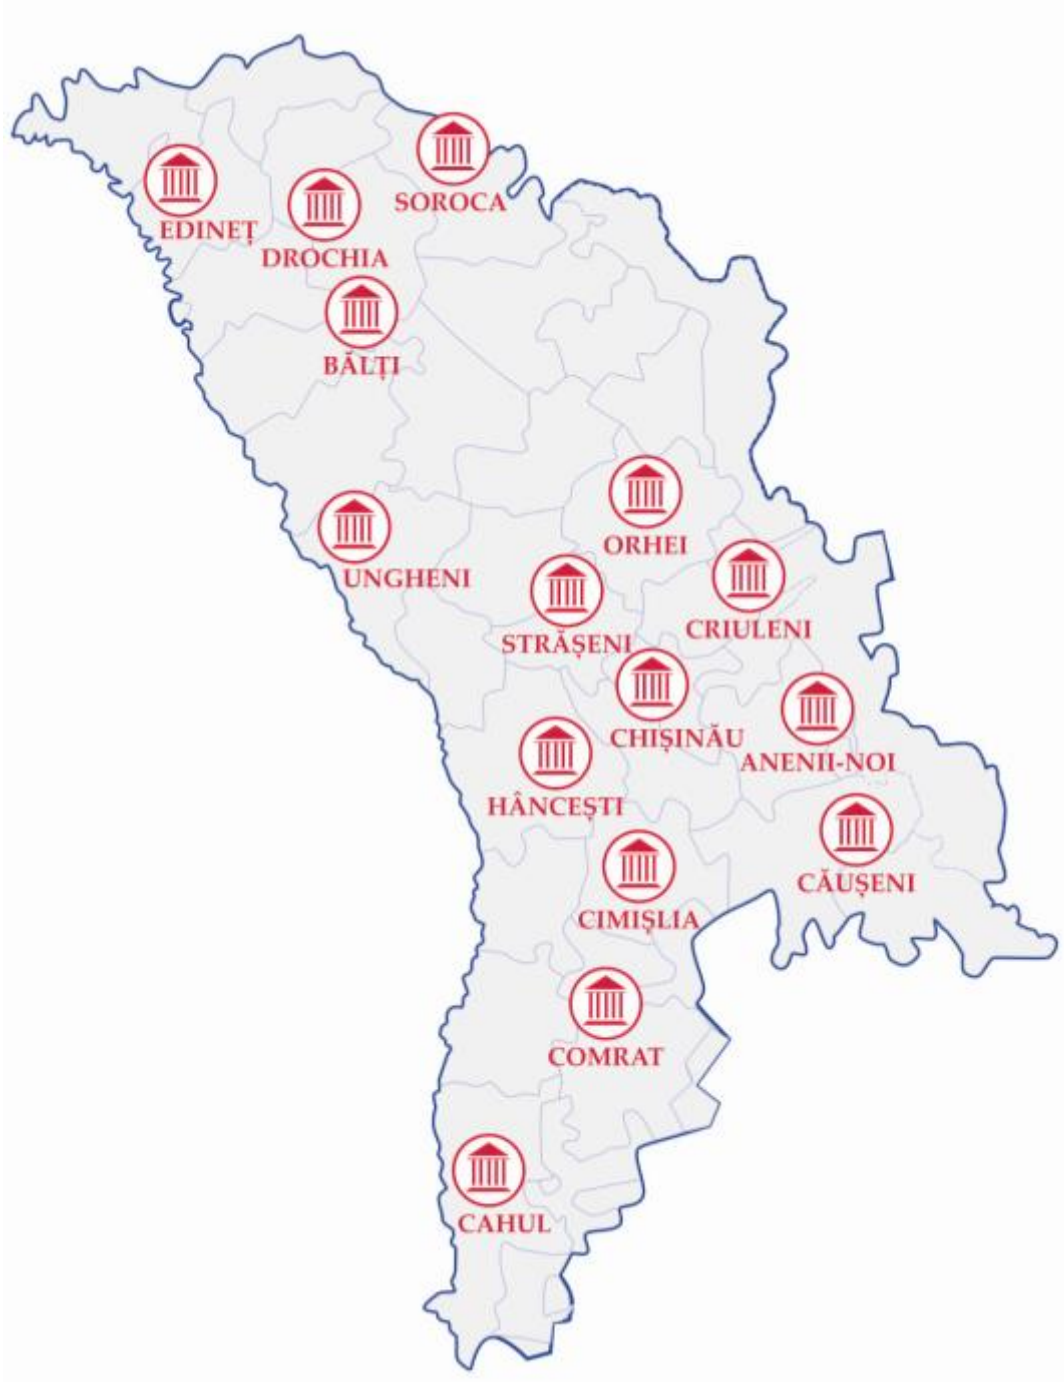 SOROCA
EDINEȚ
DROCHIA
BĂLȚI
ORHEI
UNGHENI
CRIULENI
STRĂȘENI
CHIȘINĂU
ANENII-NOI
HÂNCEȘTI
CĂUȘENI
CIMIȘLIA
COMRAT
CAHUL